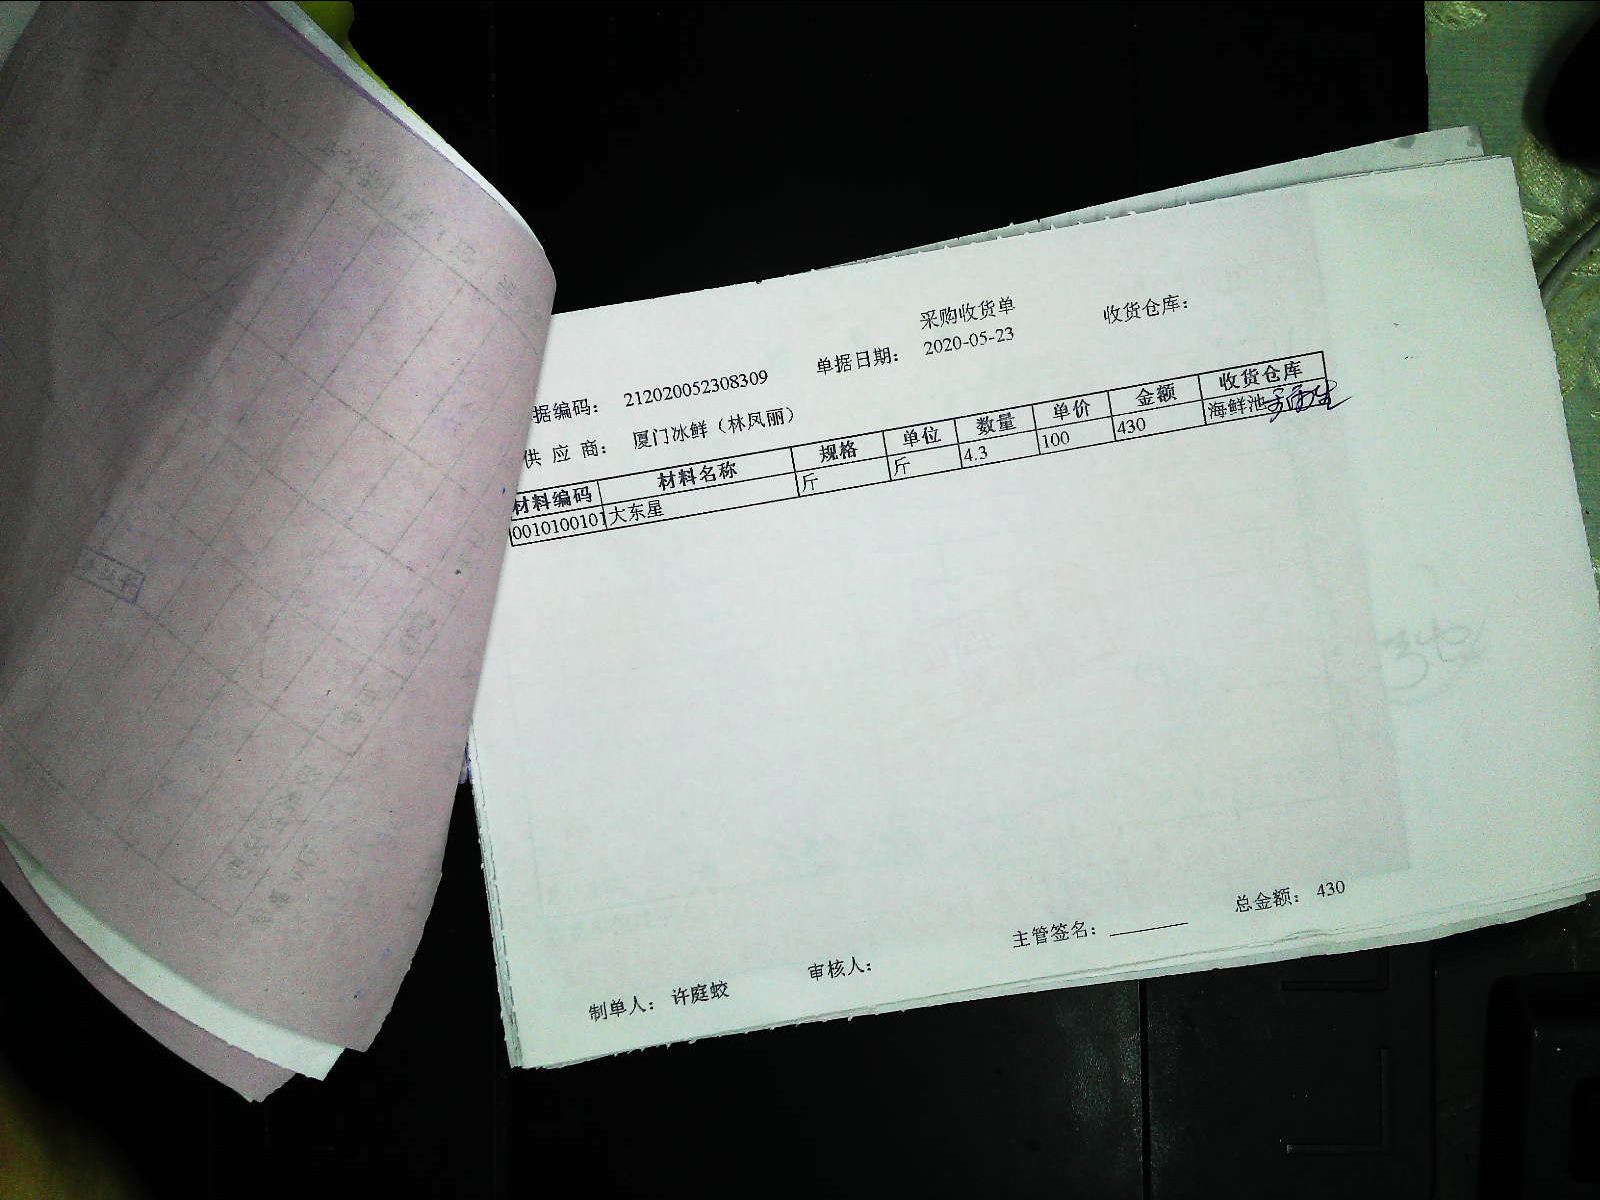 采购收货单
据编码： 212020052308309 单据日期： 2020-05-23 收货仓库：
供 应 商： 厦门冰鲜（林凤丽）
材料编码 材料名称 规格 单位 数量 单价 金额 收货仓库
0010100101 大东星 斤 斤 4.3 100 430 海鲜池
制单人： 许庭蛟 审核人： 主管签名： 总金额： 430